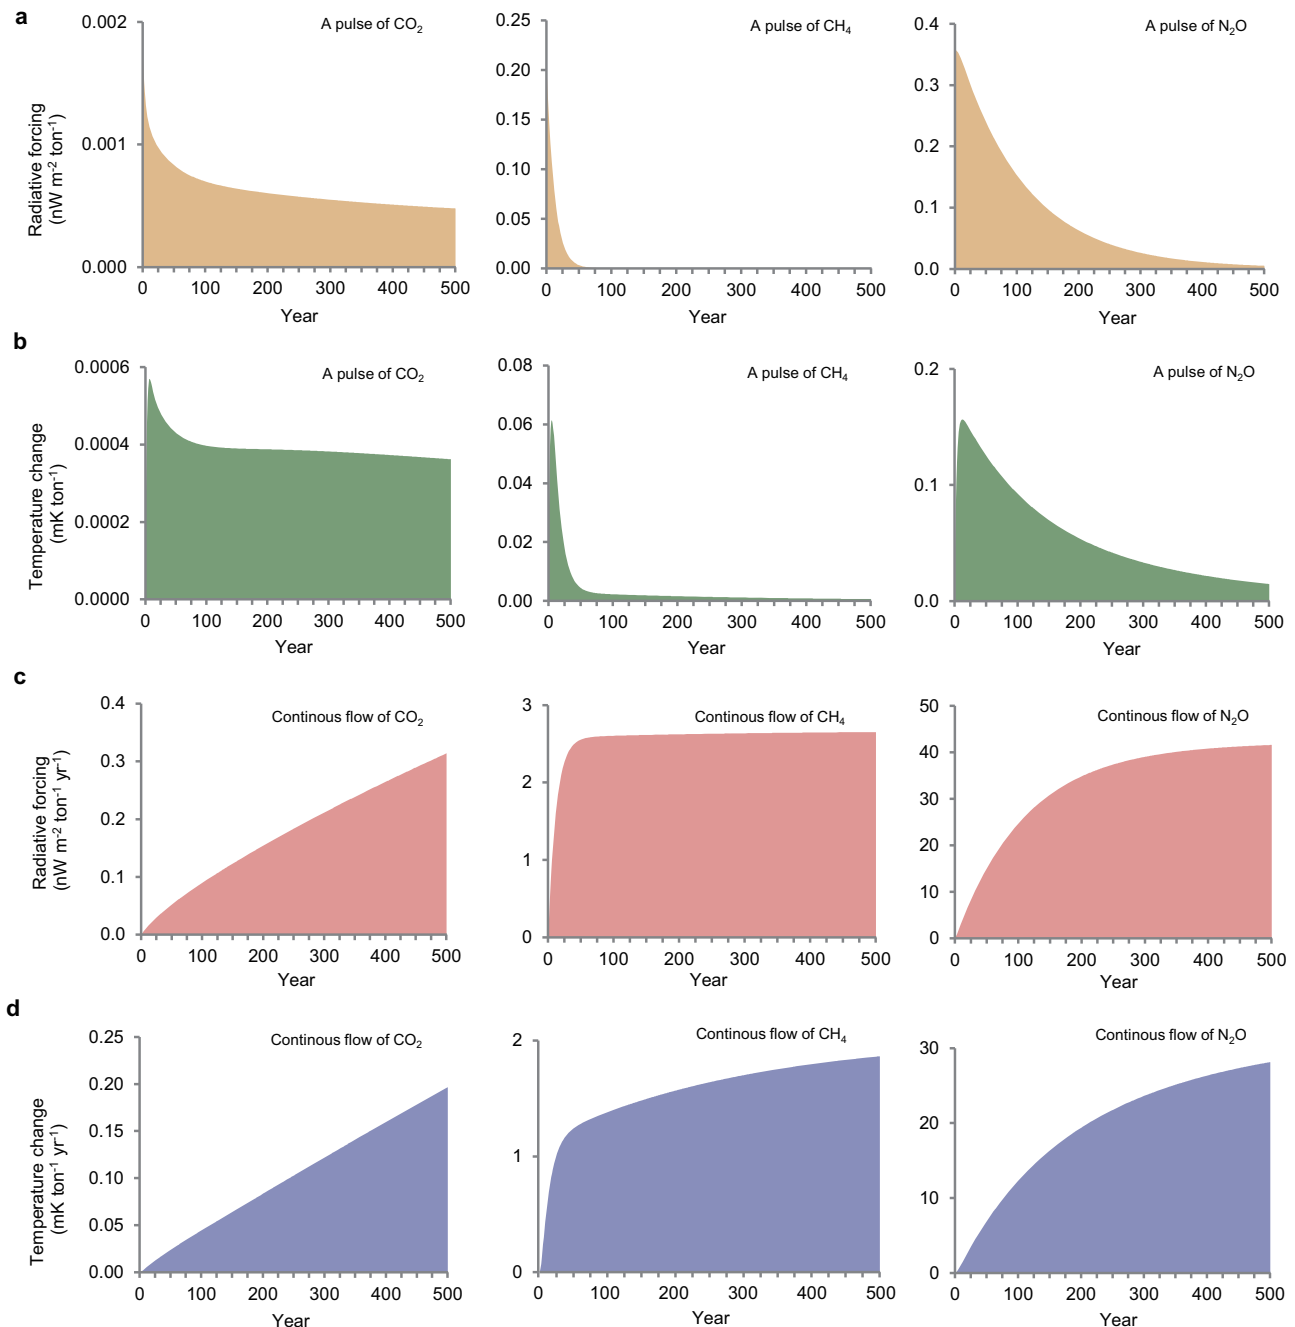 a
A pulse of CO2
A pulse of CH4
A pulse of N2O
Radiative forcing
(nW m-2 ton-1)
0.002
0.001
0.000
0.25
0.20
0.15
0.10
0.05
0.00
0.4
0.3
0.2
0.1
0.0
0 100 200 300 400 500
0 100 200 300 400 500
0 100 200 300 400 500
Year
Year
Year
b
A pulse of CO2
A pulse of CH4
A pulse of N2O
Temperature change
(mK ton-1)
0.0006
0.0004
0.0002
0.0000
0.08
0.06
0.04
0.02
0.00
0.2
0.1
0.0
0 100 200 300 400 500
0 100 200 300 400 500
0 100 200 300 400 500
Year
Year
Year
c
Continous flow of CO2
Continous flow of CH4
Continous flow of N2O
Radiative forcing
(nW m-2 ton-1 yr-1)
0.4
0.3
0.2
0.1
0.0
3
2
1
0
50
40
30
20
10
0
0 100 200 300 400 500
0 100 200 300 400 500
0 100 200 300 400 500
Year
Year
Year
d
Continous flow of CO2
Continous flow of CH4
Continous flow of N2O
Temperature change
(mK ton-1 yr-1)
0.25
0.20
0.15
0.10
0.05
0.00
2
1
0
30
20
10
0
0 100 200 300 400 500
0 100 200 300 400 500
0 100 200 300 400 500
Year
Year
Year